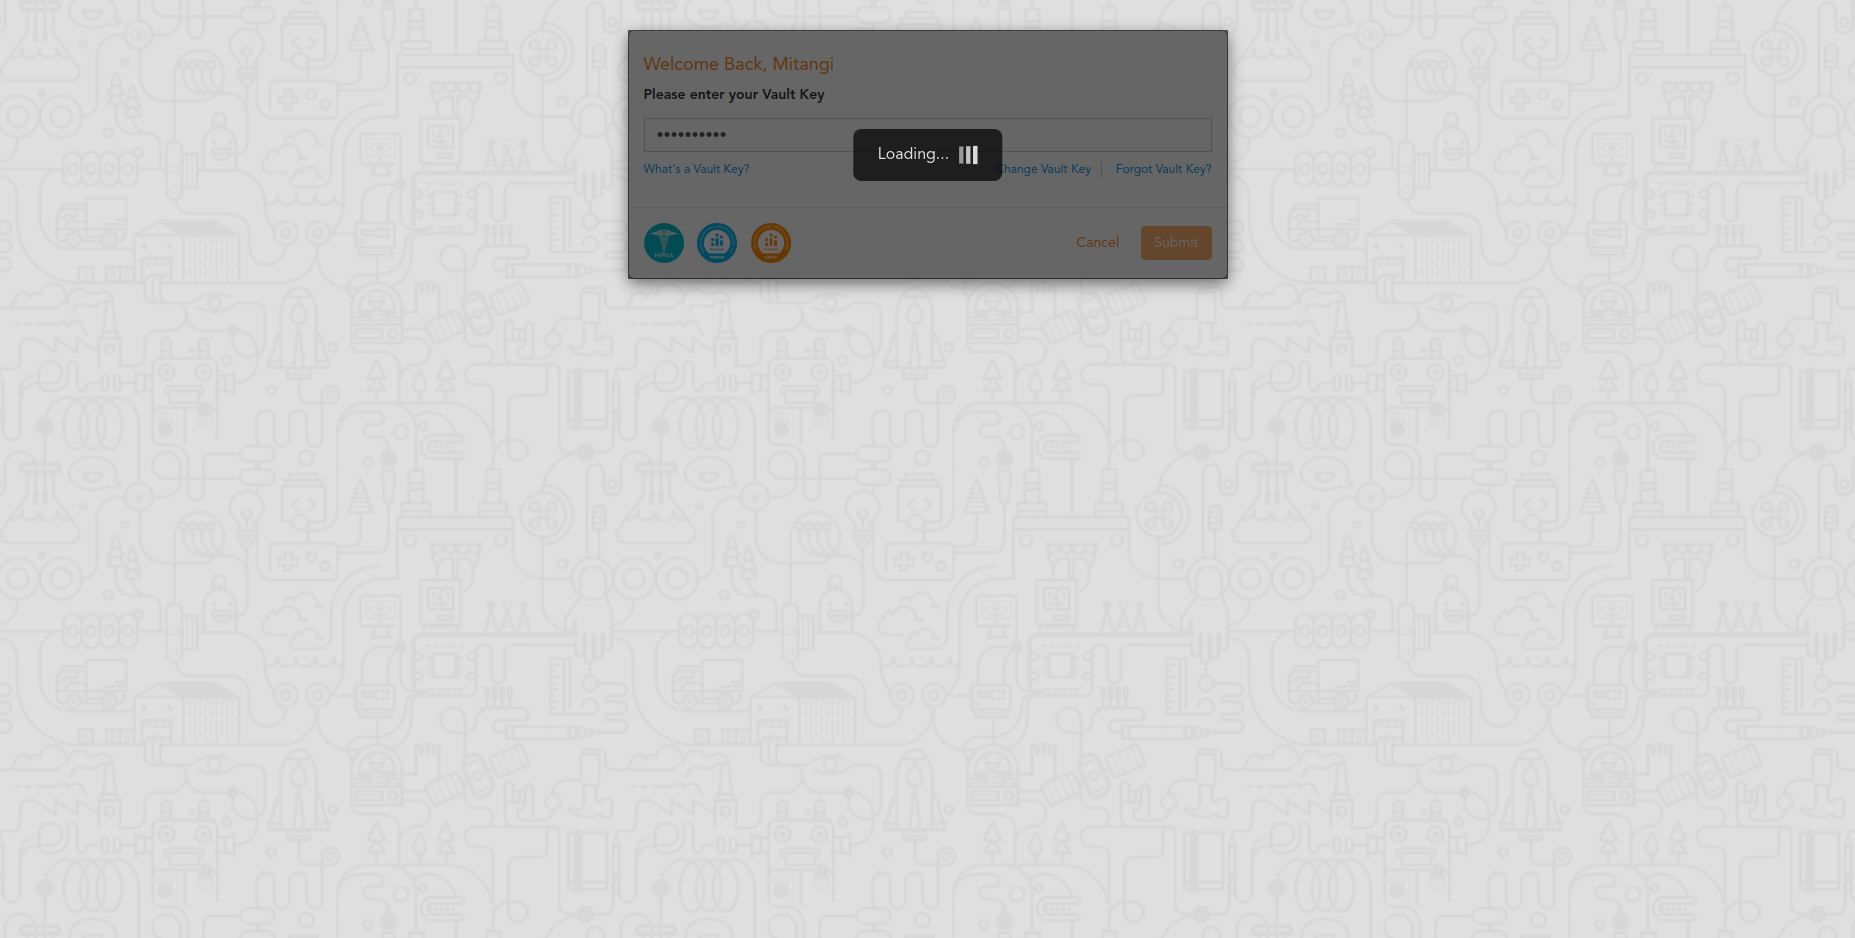 Welcome Back, Mitangi
Please enter your Vault Key
••••••••••
Loading...
What's a Vault Key?
Change Vault Key
Forgot Vault Key?
HIPAA
Cancel
Submit